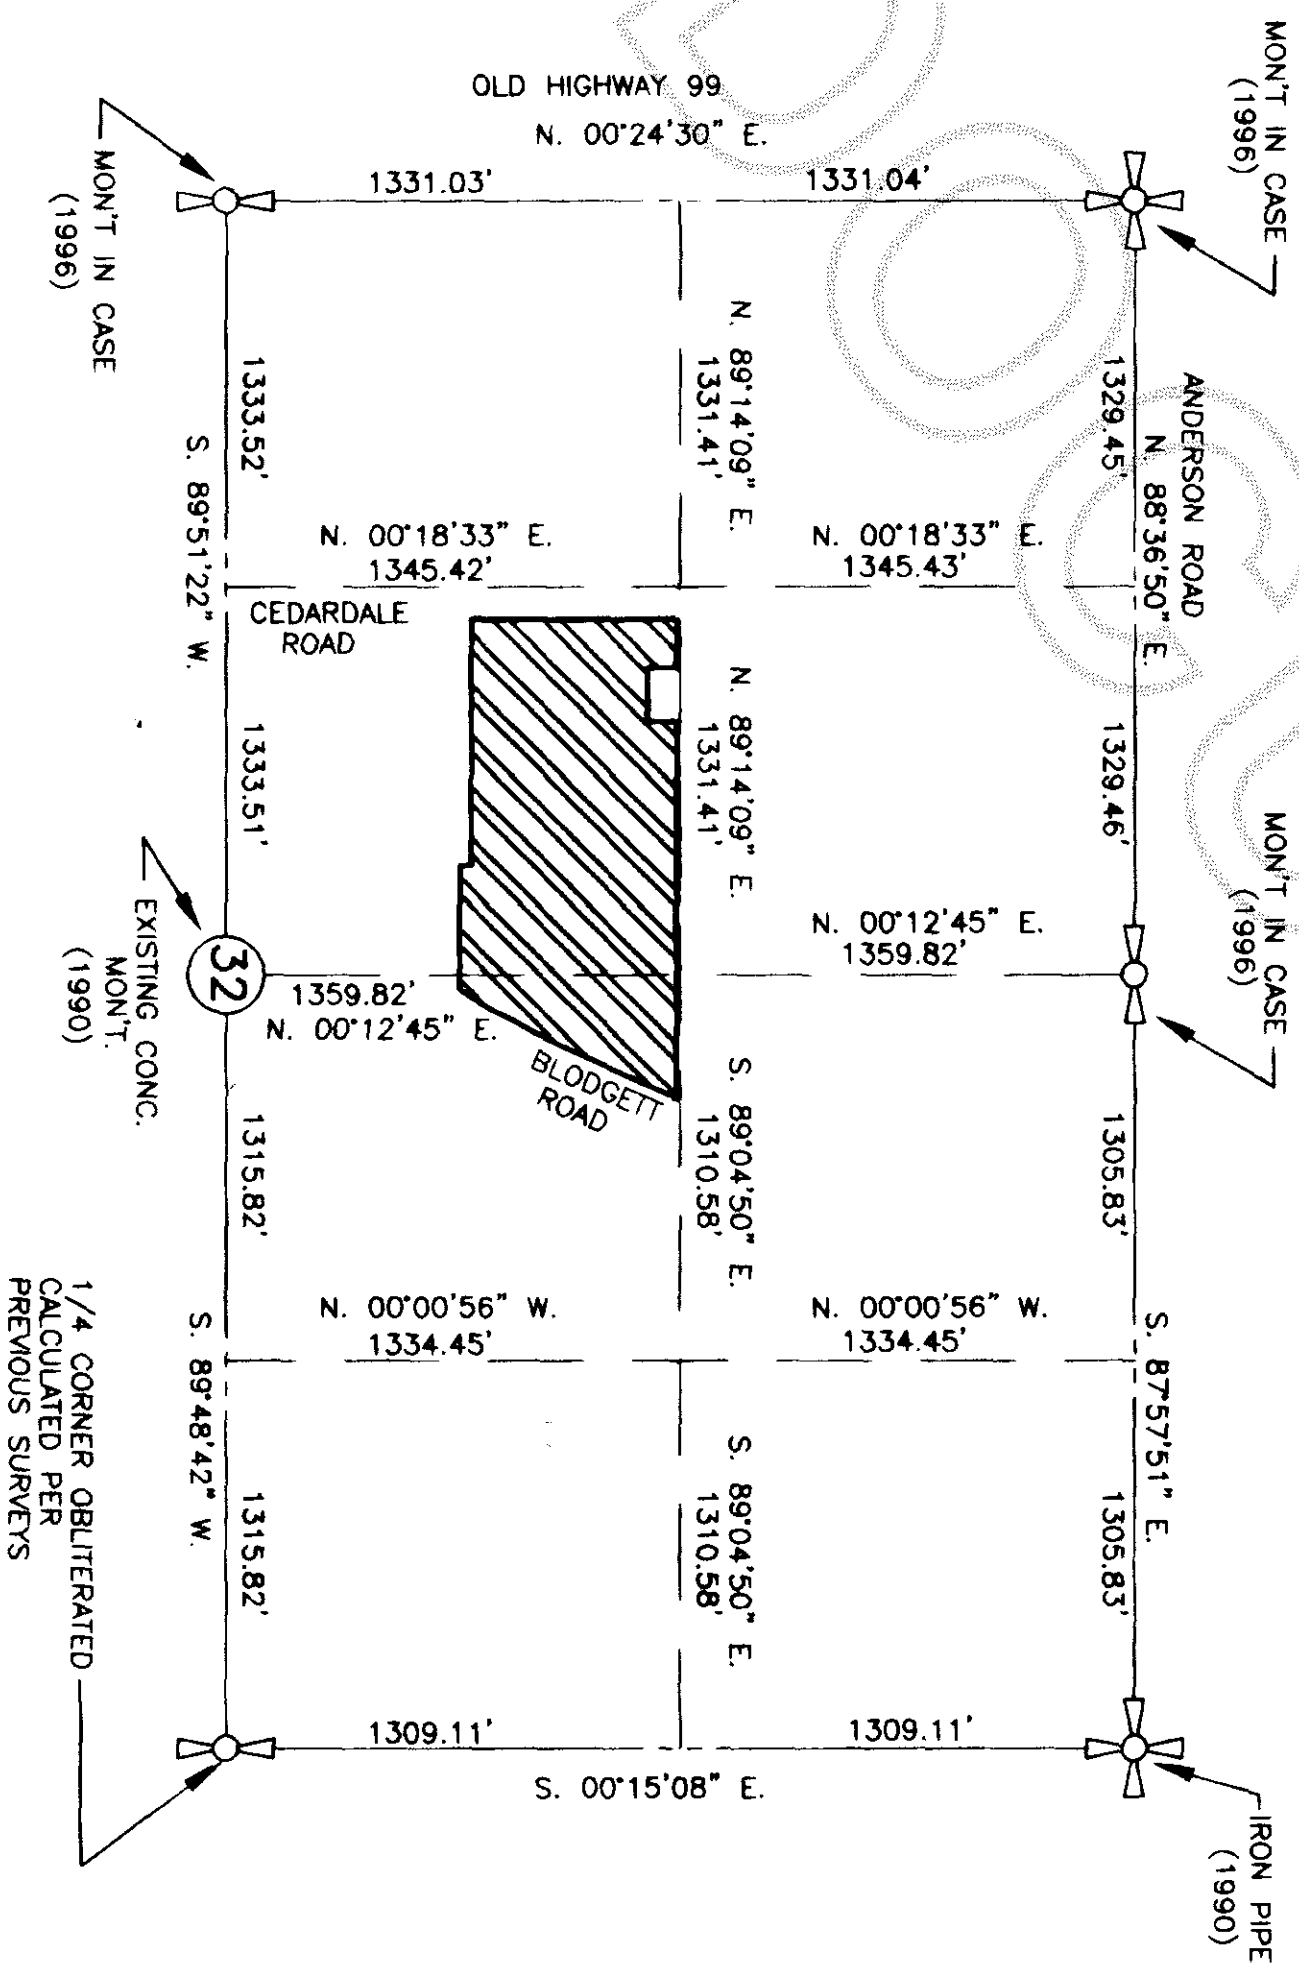 MON'T IN CASE
(1996)
OLD HIGHWAY 99
N. 00°24'30" E.
1331.03'
1331.04'
MON'T IN CASE
(1996)
ANDERSON ROAD
N. 88°36'50" E.
1329.45'
1329.46'
N. 89°14'09" E.
1331.41'
1333.52'
S. 89°51'22" W.
N. 00°18'33" E.
1345.42'
N. 00°18'33" E.
1345.43'
CEDARDALE
ROAD
N. 89°14'09" E.
1331.41'
1333.51'
MON'T IN CASE
(1996)
EXISTING CONC.
MON'T.
(1990)
32
N. 00°12'45" E.
1359.82'
1359.82'
N. 00°12'45" E.
BLODGETT
ROAD
S. 89°04'50" E.
1310.58'
1305.83'
1315.82'
S. 87°57'51" E.
N. 00°00'56" W.
1334.45'
N. 00°00'56" W.
1334.45'
S. 89°48'42" W.
S. 89°04'50" E.
1310.58'
1305.83'
1315.82'
1/4 CORNER OBLITERATED
CALCULATED PER
PREVIOUS SURVEYS
1309.11'
1309.11'
S. 00°15'08" E.
IRON PIPE
(1990)